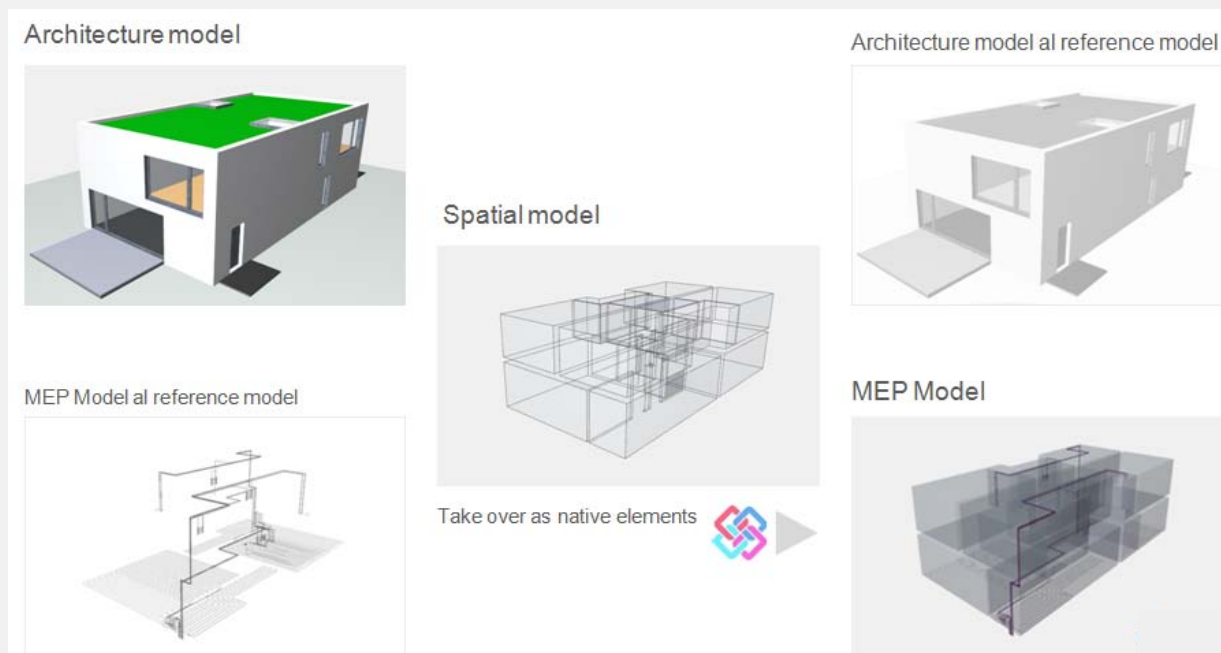 Architecture model
MEP Model al reference model
Spatial model
Take over as native elements
Architecture model al reference model
MEP Model